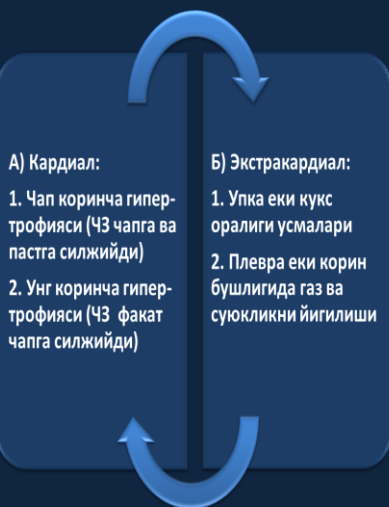 А) Кардиал:
1. Чап коринча гипер-
трофияси (ЧЗ чапга ва
пастга силжийди)
2. Унг коринча гипер-
трофияси (ЧЗ факат
чапга силжийди)
Б) Экстракардиал:
1. Упка еки кукс
оралиги усмалари
2. Плевра еки корин
бушлигида газ ва
суюкликни йигилиши